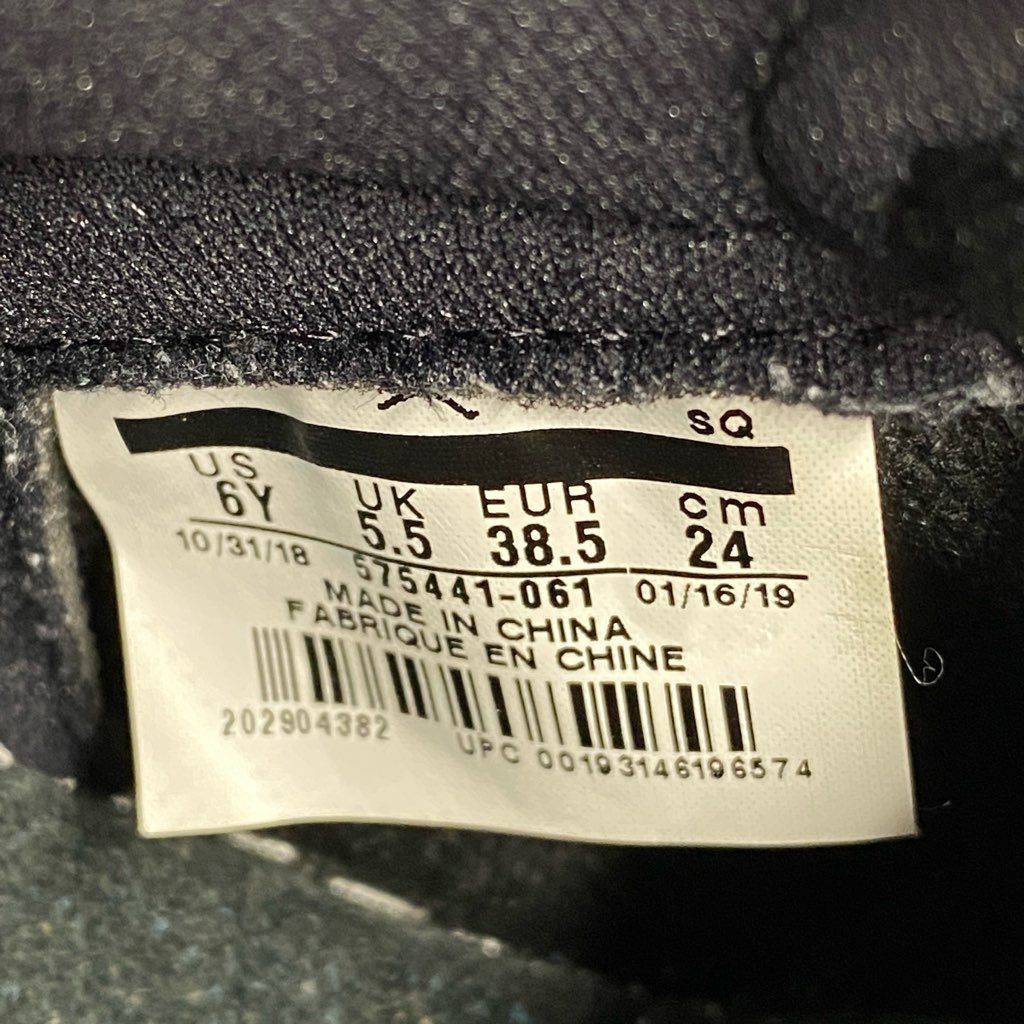 SQ
US UK EUR cm
6Y 5.5 38.5 24
10/31/18 575441-061 01/16/19
MADE IN CHINA
FABRIQUE EN CHINE
202904382 UPC 00193146196574